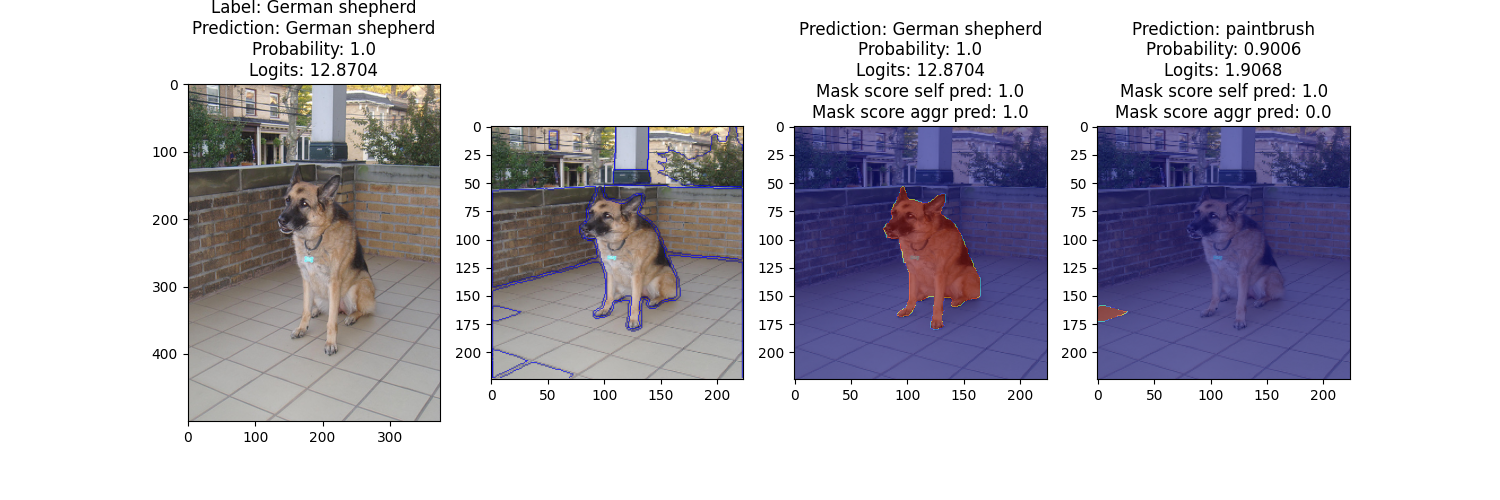 Label: German shepherd
Prediction: German shepherd
Probability: 1.0
Logits: 12.8704
0
100
200
300
400
0 100 200 300
0
25
50
75
100
125
150
175
200
0 50 100 150 200
Prediction: German shepherd
Probability: 1.0
Logits: 12.8704
Mask score self pred: 1.0
Mask score aggr pred: 1.0
0
25
50
75
100
125
150
175
200
0 50 100 150 200
Prediction: paintbrush
Probability: 0.9006
Logits: 1.9068
Mask score self pred: 1.0
Mask score aggr pred: 0.0
0
25
50
75
100
125
150
175
200
0 50 100 150 200